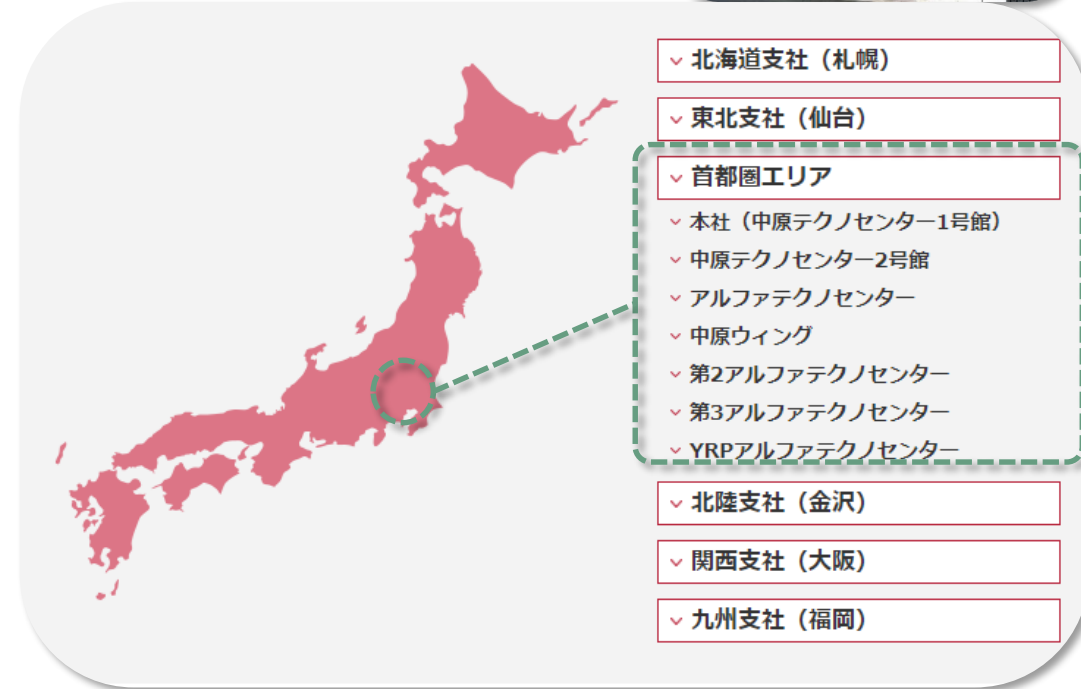 北海道支社（札幌）
東北支社（仙台）
首都圏エリア
本社（中原テクノセンター1号館）
中原テクノセンター2号館
アルファテクノセンター
中原ウィング
第2アルファテクノセンター
第3アルファテクノセンター
YRPアルファテクノセンター
北陸支社（金沢）
関西支社（大阪）
九州支社（福岡）